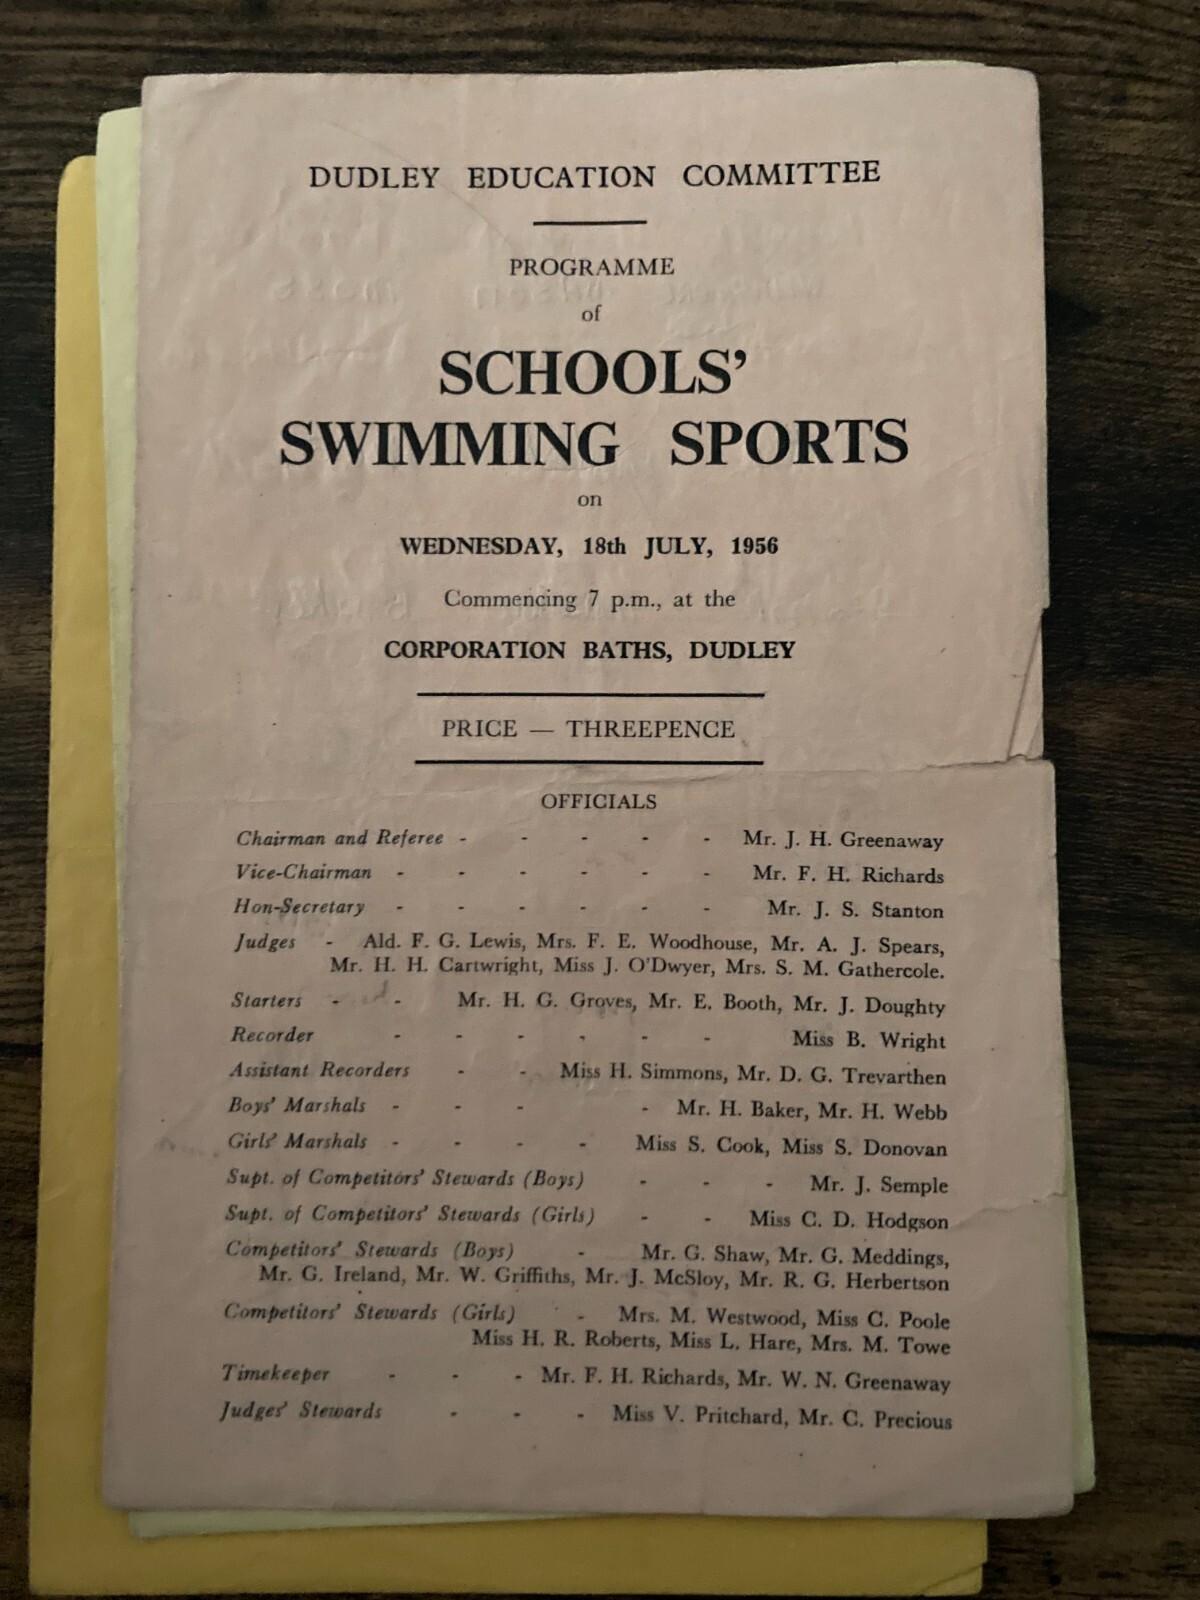 DUDLEY EDUCATION COMMITTEE
PROGRAMME
of
SCHOOLS'
SWIMMING SPORTS
on
WEDNESDAY, 18th JULY, 1956
Commencing 7 p.m., at the
CORPORATION BATHS, DUDLEY
PRICE — THREEPENCE
OFFICIALS
Chairman and Referee - - - - - Mr. J. H. Greenaway
Vice-Chairman - - - - - - Mr. F. H. Richards
Hon-Secretary - - - - - - Mr. J. S. Stanton
Judges - Ald. F. G. Lewis, Mrs. F. E. Woodhouse, Mr. A. J. Spears,
Mr. H. H. Cartwright, Miss J. O'Dwyer, Mrs. S. M. Gathercole.
Starters - - Mr. H. G. Groves, Mr. E. Booth, Mr. J. Doughty
Recorder - - - - - - Miss B. Wright
Assistant Recorders - - Miss H. Simmons, Mr. D. G. Trevarthen
Boys' Marshals - - - - Mr. H. Baker, Mr. H. Webb
Girls' Marshals - - - - Miss S. Cook, Miss S. Donovan
Supt. of Competitors' Stewards (Boys) - - - Mr. J. Semple
Supt. of Competitors' Stewards (Girls) - - Miss C. D. Hodgson
Competitors' Stewards (Boys) - Mr. G. Shaw, Mr. G. Meddings,
Mr. G. Ireland, Mr. W. Griffiths, Mr. J. McSloy, Mr. R. G. Herbertson
Competitors' Stewards (Girls) - Mrs. M. Westwood, Miss C. Poole
Miss H. R. Roberts, Miss L. Hare, Mrs. M. Towe
Timekeeper - - - Mr. F. H. Richards, Mr. W. N. Greenaway
Judges' Stewards - - - Miss V. Pritchard, Mr. C. Precious